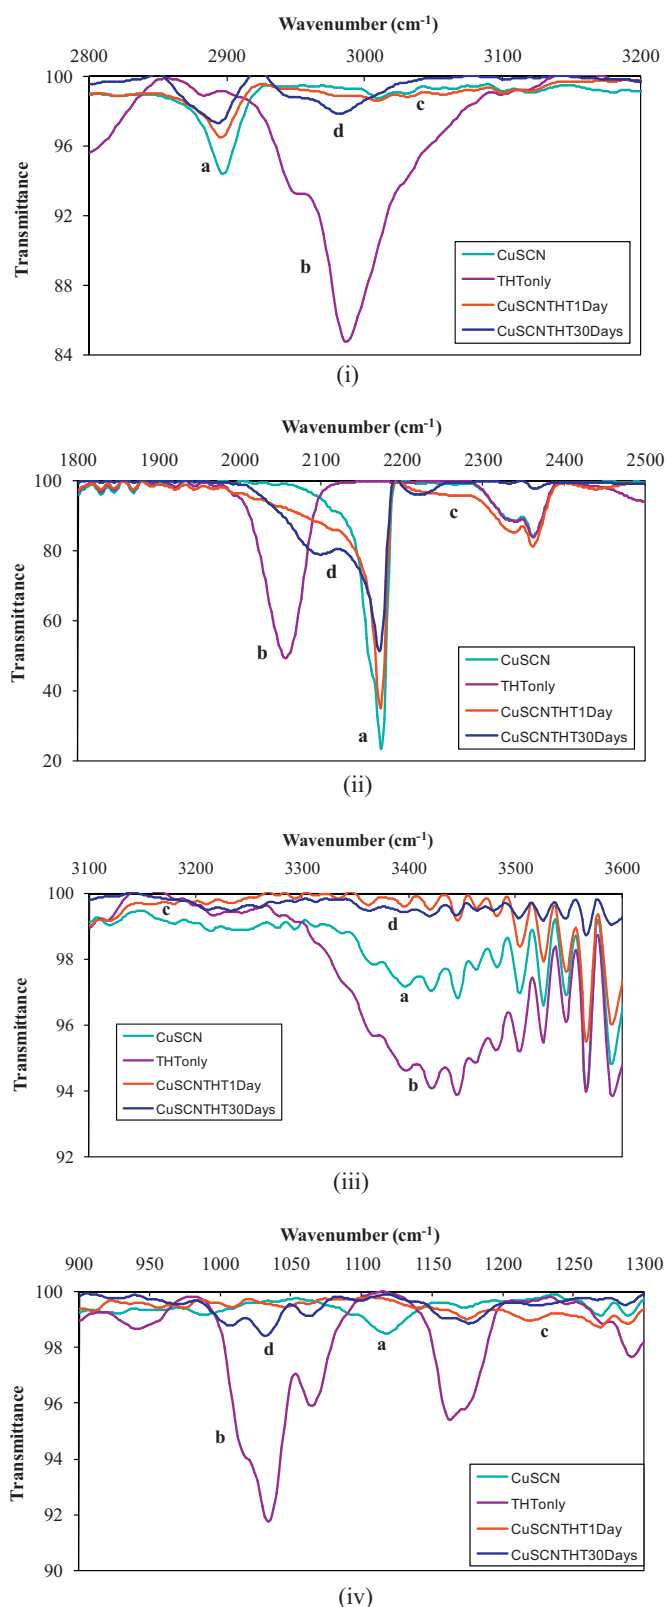 Wavenumber (cm-1)
2800 2900 3000 3100 3200
100
96
92
88
84
Transmittance
a
b
c
d
CuSCN
THTonly
CuSCNTHT1Day
CuSCNTHT30Days
(i)
Wavenumber (cm-1)
1800 1900 2000 2100 2200 2300 2400 2500
100
80
60
40
20
Transmittance
c
d
b
a
CuSCN
THTonly
CuSCNTHT1Day
CuSCNTHT30Days
(ii)
Wavenumber (cm-1)
3100 3200 3300 3400 3500 3600
100
98
96
94
92
Transmittance
c
d
a
b
CuSCN
THTonly
CuSCNTHT1Day
CuSCNTHT30Days
(iii)
Wavenumber (cm-1)
900 950 1000 1050 1100 1150 1200 1250 1300
100
98
96
94
92
90
Transmittance
d
a
c
b
CuSCN
THTonly
CuSCNTHT1Day
CuSCNTHT30Days
(iv)